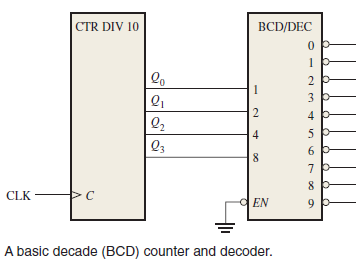 CTR DIV 10
BCD/DEC
0
1
Q0
2
1
3
Q1
2
4
Q2
4
5
Q3
8
6
7
8
CLK
C
EN
9
A basic decade (BCD) counter and decoder.